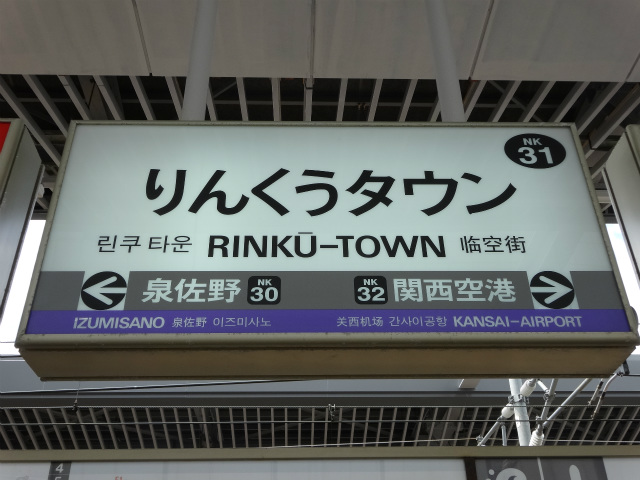 NK
31
りんくうタウン
린쿠 타운 RINKŪ-TOWN 临空街
泉佐野 NK 30 NK 32 関西空港
IZUMISANO 泉佐野 이즈미사노 关西机场 간사이공항 KANSAI-AIRPORT
4